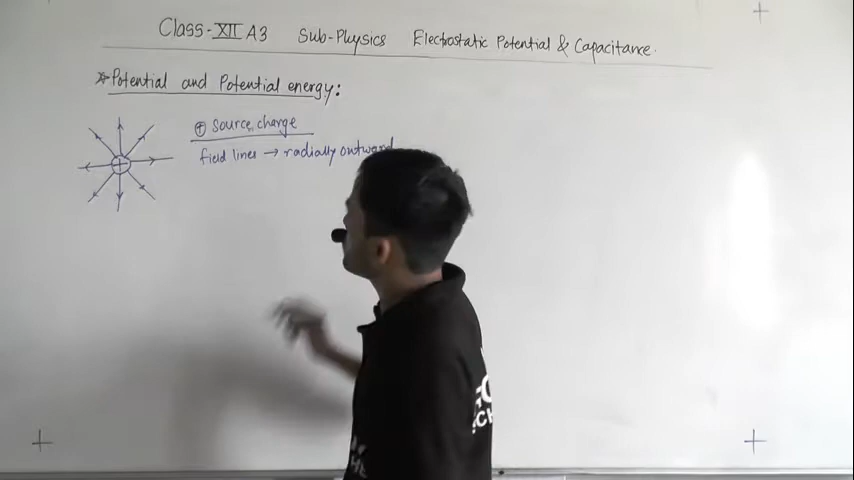 Class-XII A3 Sub-Physics Electrostatic Potential & Capacitance.
*Potential and Potential energy:
⊕ source charge
field lines → radially outward